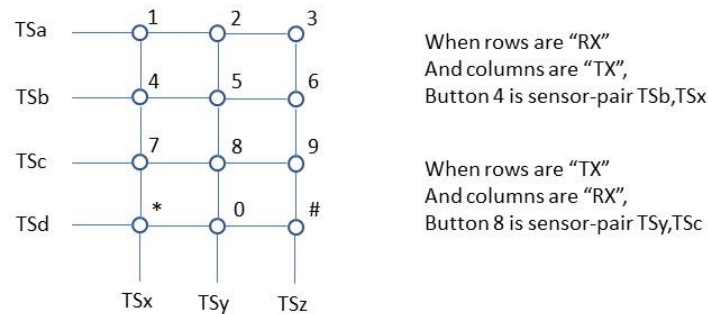 TSa 1 2 3
TSb 4 5 6
TSc 7 8 9
TSd * 0 #
TSx TSy TSz
When rows are “RX”
And columns are “TX”,
Button 4 is sensor-pair TSb,TSx
When rows are “TX”
And columns are “RX”,
Button 8 is sensor-pair TSy,TSc